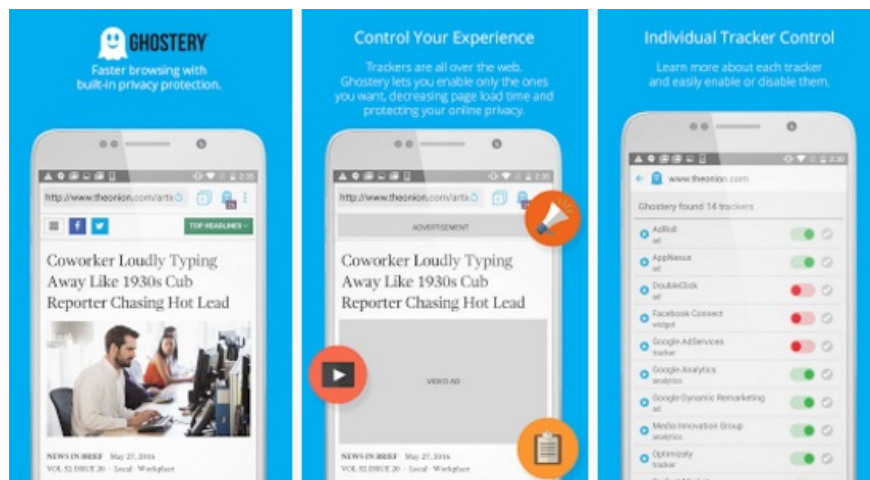 GHOSTERY
Faster browsing with
built-in privacy protection.
2:35
http://www.theonion.com/arti
TOP HEADLINES
Coworker Loudly Typing
Away Like 1930s Cub
Reporter Chasing Hot Lead
NEWS IN BRIEF May 27, 2016
VOL 52 ISSUE 20 · Local · Workplace
Control Your Experience
Trackers are all over the web.
Ghostery lets you enable only the ones
you want, decreasing page load time and
protecting your online privacy.
2:35
http://www.theonion.com/arti
ADVERTISEMENT
Coworker Loudly Typing
Away Like 1930s Cub
Reporter Chasing Hot Lead
VIDEO AD
NEWS IN BRIEF May 27, 2016
VOL 52 ISSUE 20 · Local · Workplace
Individual Tracker Control
Learn more about each tracker
and easily enable or disable them.
www.theonion.com
Ghostery found 14 trackers
AdRoll
ad
AppNexus
ad
DoubleClick
ad
Facebook Connect
widget
Google AdServices
tracker
Google Analytics
analytics
Google Dynamic Remarketing
ad
Media Innovation Group
analytics
Optimizely
tracker